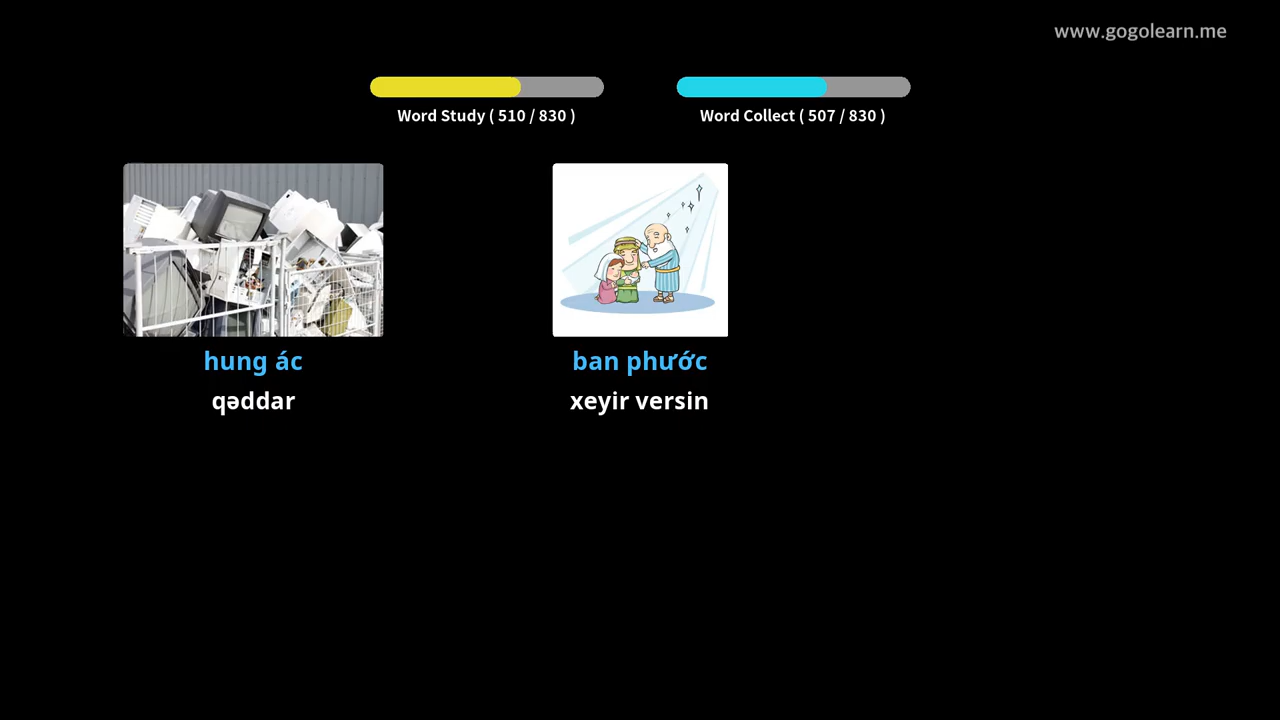 www.gogolearn.me
Word Study ( 510 / 830 )
Word Collect ( 507 / 830 )
hung ác
qəddar
ban phước
xeyir versin